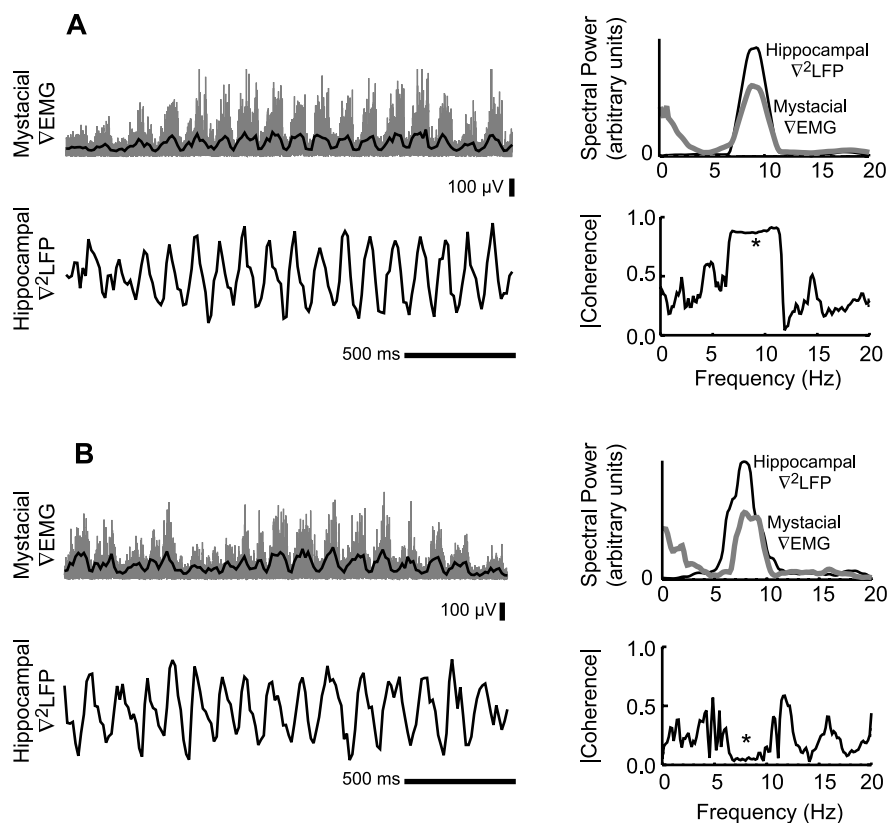 A
Mystacial
∇EMG
100 µV
Hippocampal
∇²LFP
500 ms
Spectral Power
(arbitrary units)
Hippocampal
∇²LFP
Mystacial
∇EMG
0
0 5 10 15 20
|Coherence|
1.0
*
0.5
0.0
0 5 10 15 20
Frequency (Hz)
B
Mystacial
∇EMG
100 µV
Hippocampal
∇²LFP
500 ms
Spectral Power
(arbitrary units)
Hippocampal
∇²LFP
Mystacial
∇EMG
0
0 5 10 15 20
|Coherence|
1.0
0.5
*
0.0
0 5 10 15 20
Frequency (Hz)